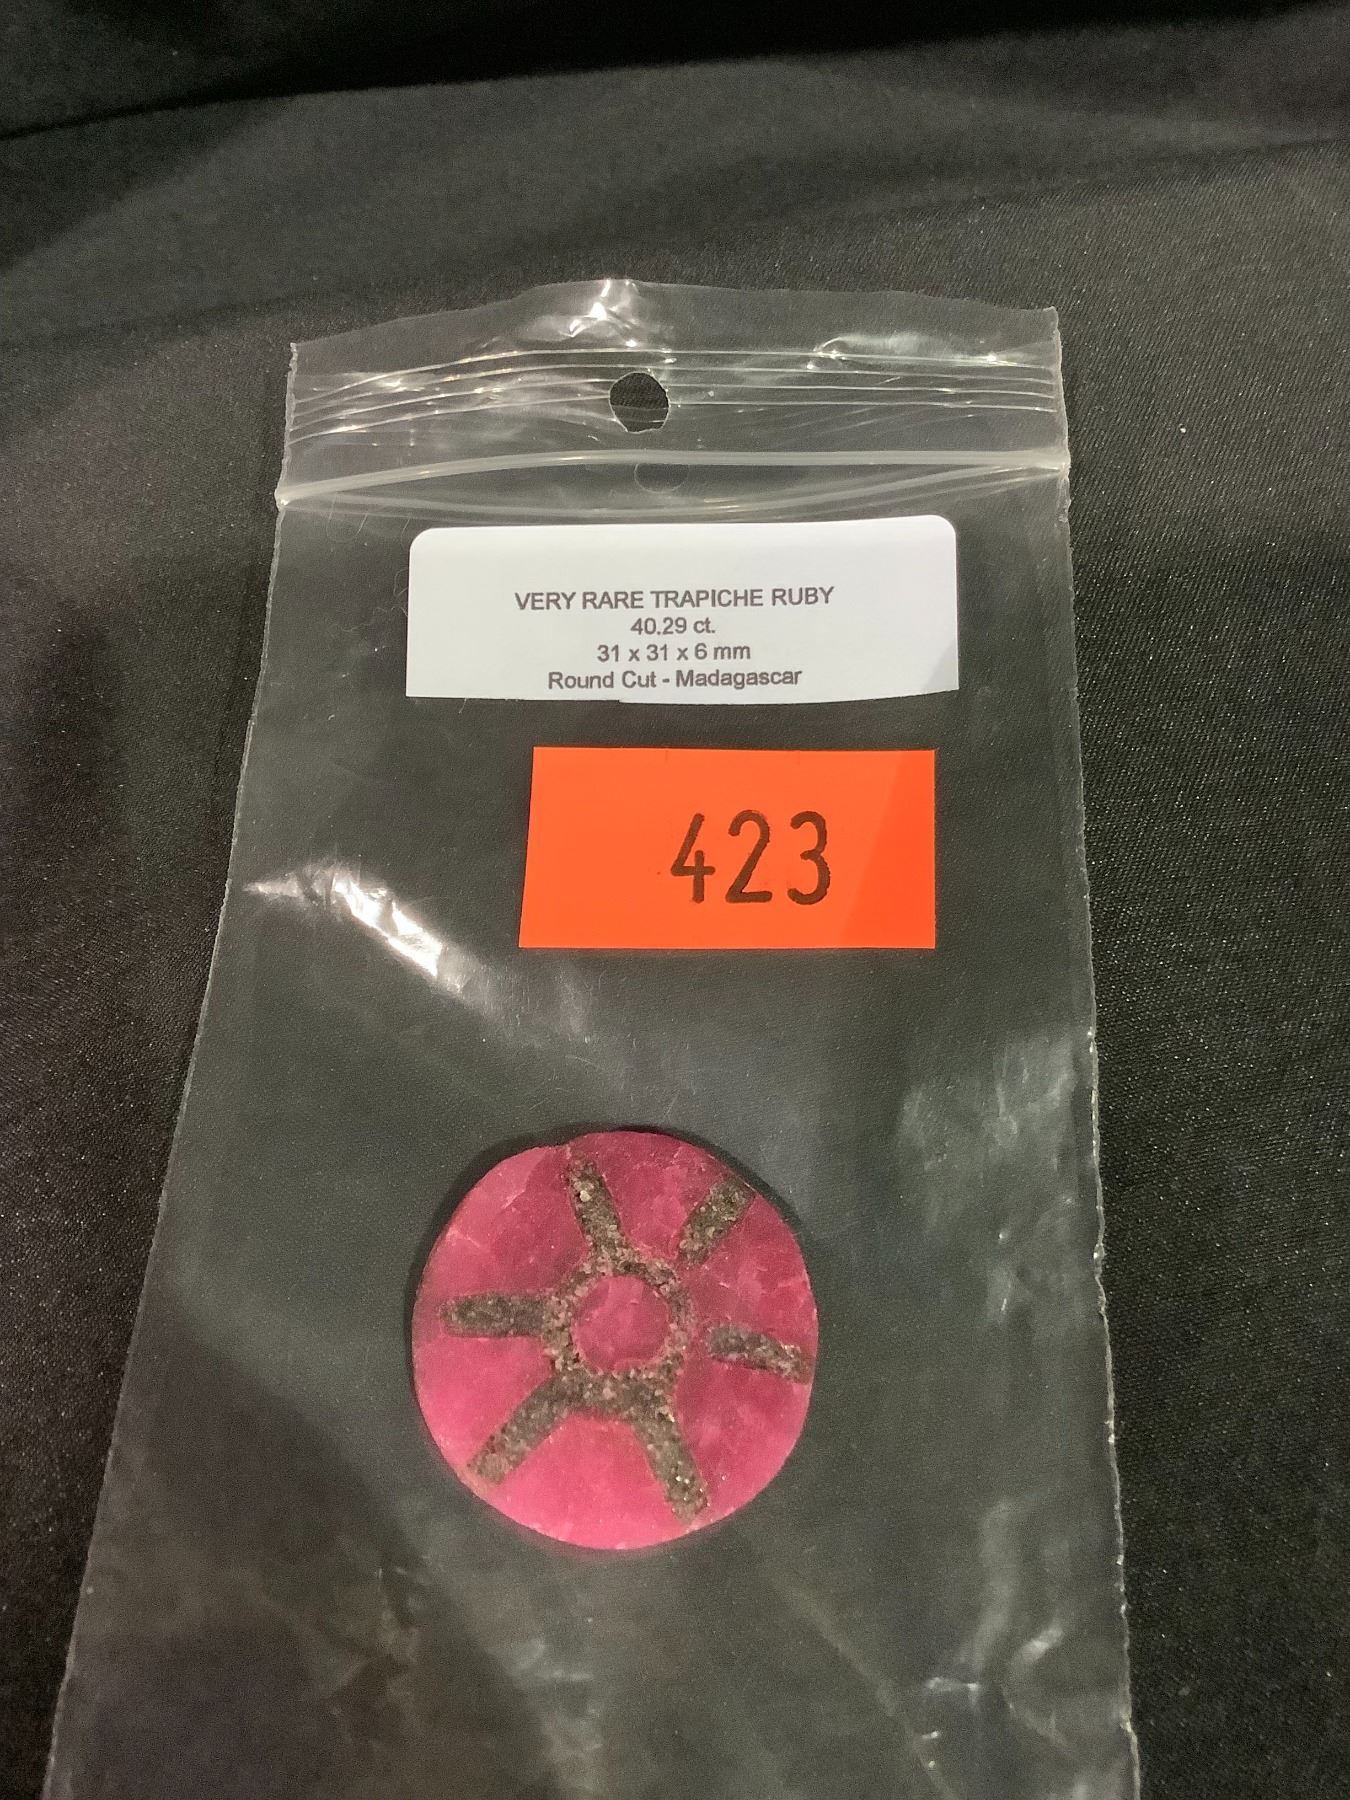 VERY RARE TRAPICHE RUBY
40.29 ct.
31 x 31 x 6 mm
Round Cut - Madagascar
423